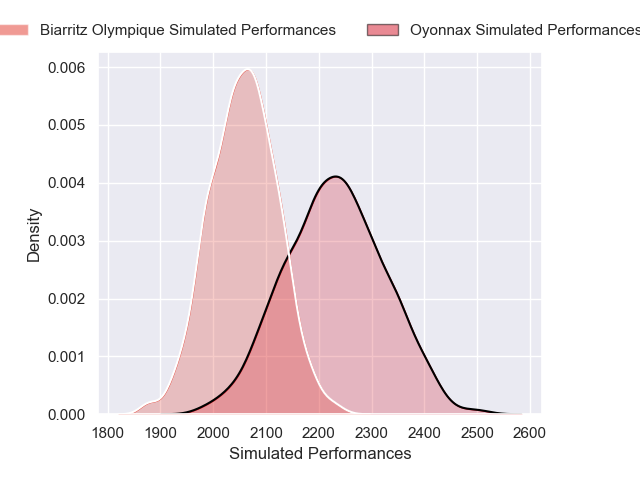 Biarritz Olympique Simulated Performances
Oyonnax Simulated Performances
0.006
0.005
0.004
0.003
0.002
0.001
0.000
Density
1800 1900 2000 2100 2200 2300 2400 2500 2600
Simulated Performances